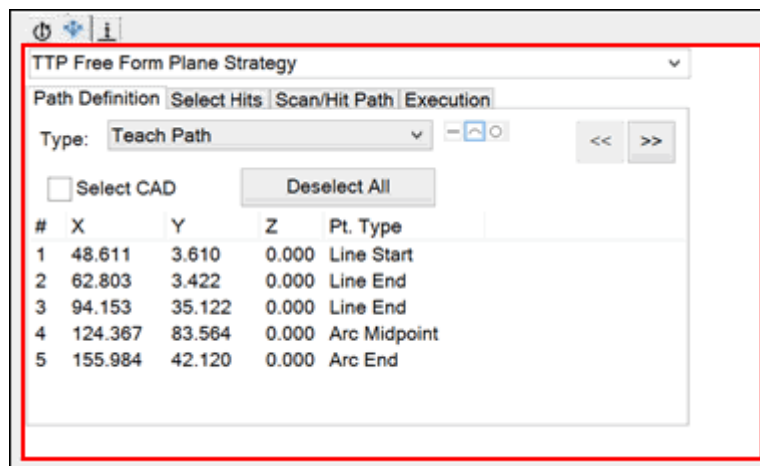 TTP Free Form Plane Strategy
Path Definition Select Hits Scan/Hit Path Execution
Type: Teach Path << >>
Select CAD Deselect All
# X Y Z Pt. Type
1 48.611 3.610 0.000 Line Start
2 62.803 3.422 0.000 Line End
3 94.153 35.122 0.000 Line End
4 124.367 83.564 0.000 Arc Midpoint
5 155.984 42.120 0.000 Arc End